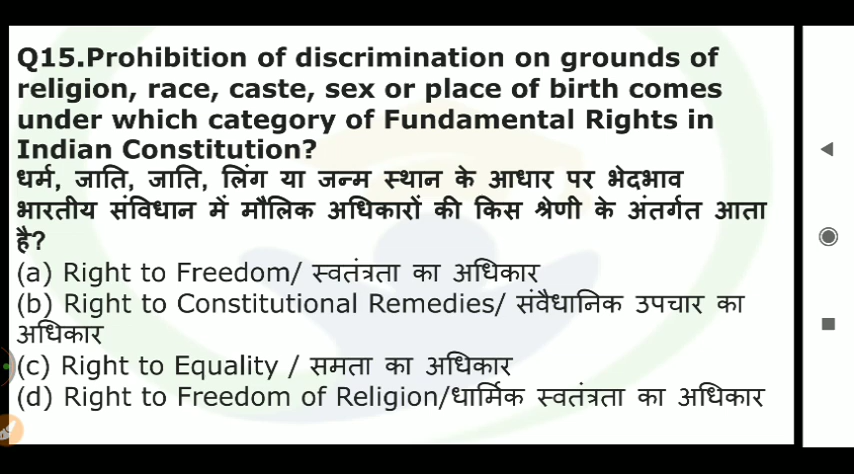 Q15.Prohibition of discrimination on grounds of
religion, race, caste, sex or place of birth comes
under which category of Fundamental Rights in
Indian Constitution?
धर्म, जाति, जाति, लिंग या जन्म स्थान के आधार पर भेदभाव
भारतीय संविधान में मौलिक अधिकारों की किस श्रेणी के अंतर्गत आता
है?
(a) Right to Freedom/ स्वतंत्रता का अधिकार
(b) Right to Constitutional Remedies/ संवैधानिक उपचार का
अधिकार
(c) Right to Equality / समता का अधिकार
(d) Right to Freedom of Religion/धार्मिक स्वतंत्रता का अधिकार